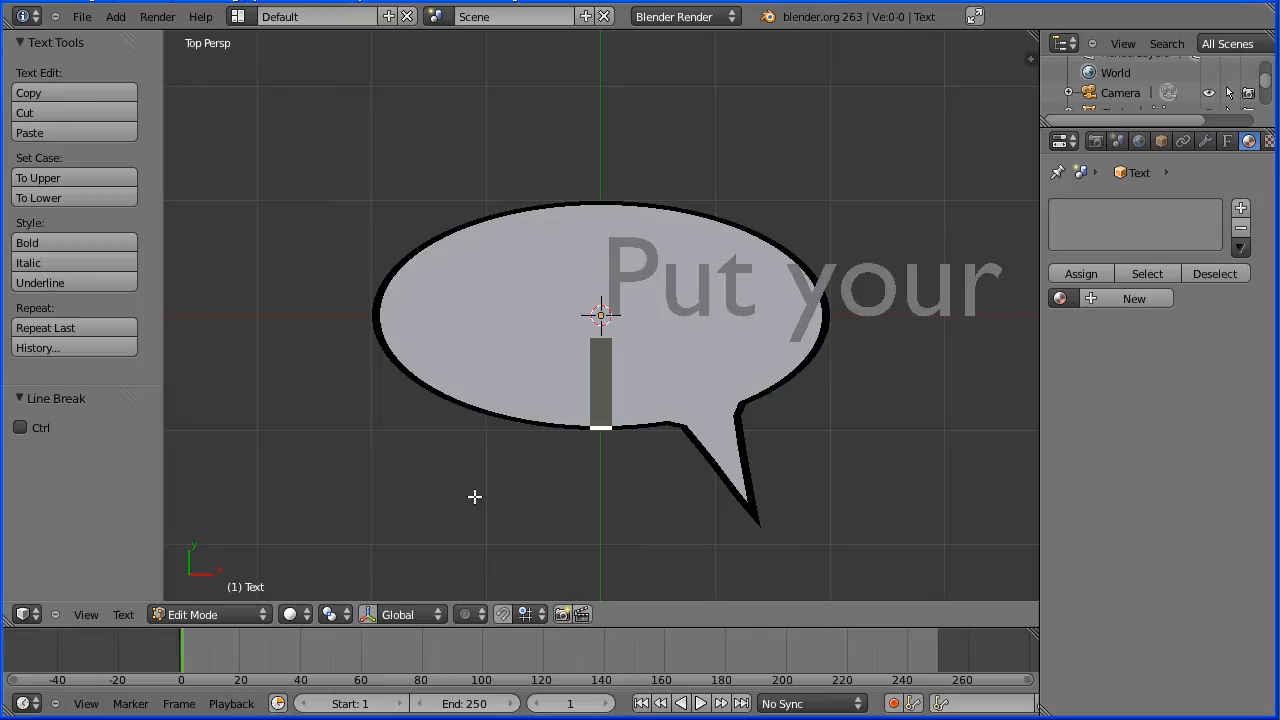 File Add Render Window Help Default Scene Blender Render blender.org 263 | Ve:0-0 | Text
Text Tools
Text Edit:
Copy
Cut
Paste
Set Case:
To Upper
To Lower
Style:
Bold
Italic
Underline
Repeat:
Repeat Last
History...
Line Break
Ctrl
Top Persp
Put your
y
x
(1) Text
View Text Edit Mode Global
View Search All Scenes
World
Camera
Text
Assign Select Deselect
New
-40 -20 0 20 40 60 80 100 120 140 160 180 200 220 240 260
View Marker Frame Playback Start: 1 End: 250 1 No Sync